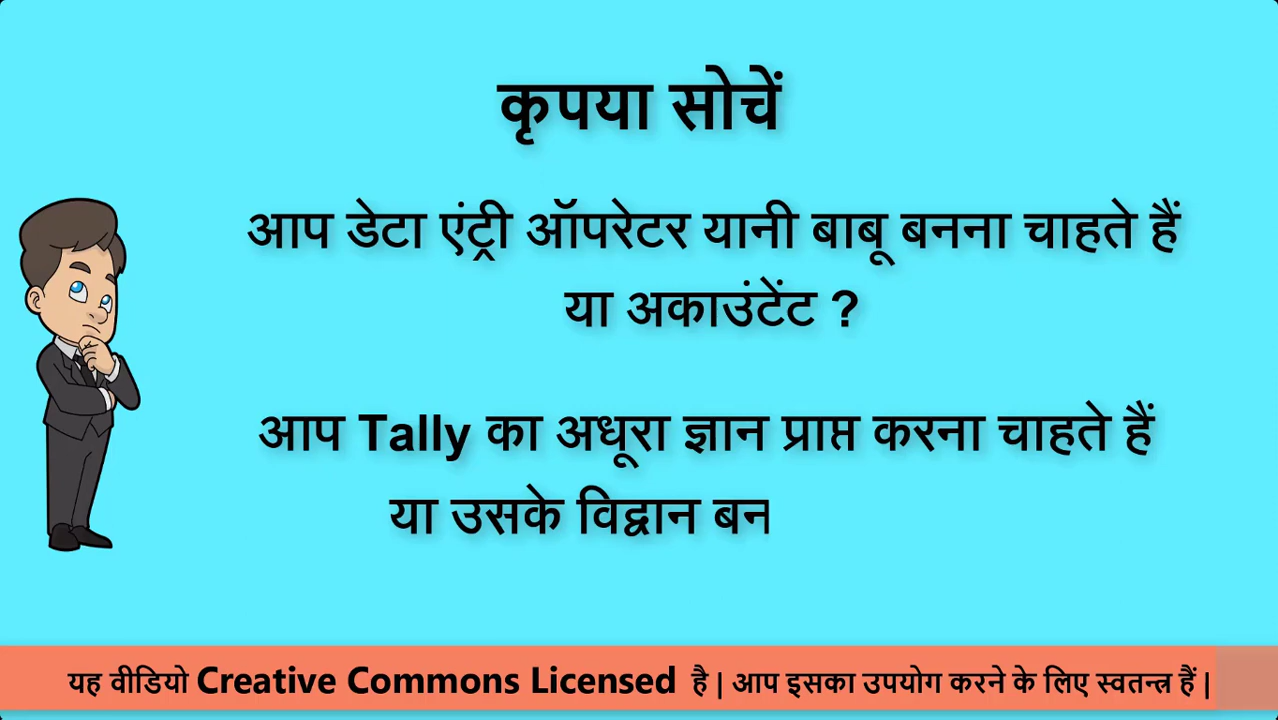 कृपया सोचें
आप डेटा एंट्री ऑपरेटर यानी बाबू बनना चाहते हैं
या अकाउंटेंट ?
आप Tally का अधूरा ज्ञान प्राप्त करना चाहते हैं
या उसके विद्वान बन
यह वीडियो Creative Commons Licensed है | आप इसका उपयोग करने के लिए स्वतन्त्र हैं |